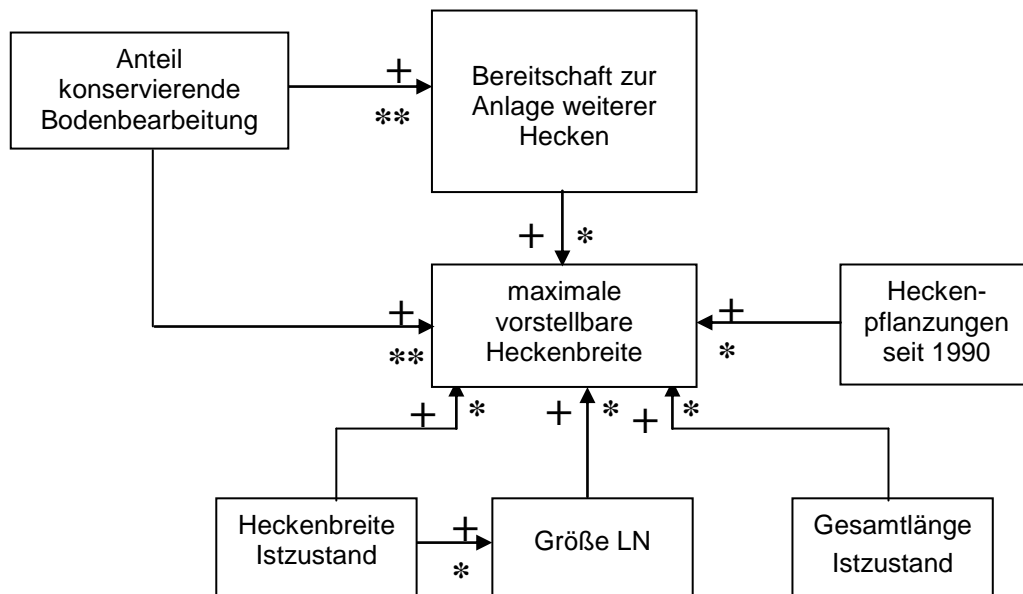 Anteil
konservierende
Bodenbearbeitung
+
**
Bereitschaft zur
Anlage weiterer
Hecken
+ *
+
**
maximale
vorstellbare
Heckenbreite
+
*
Hecken-
pflanzungen
seit 1990
+ *
+ *
+ *
Heckenbreite
Istzustand
+
*
Größe LN
Gesamtlänge
Istzustand